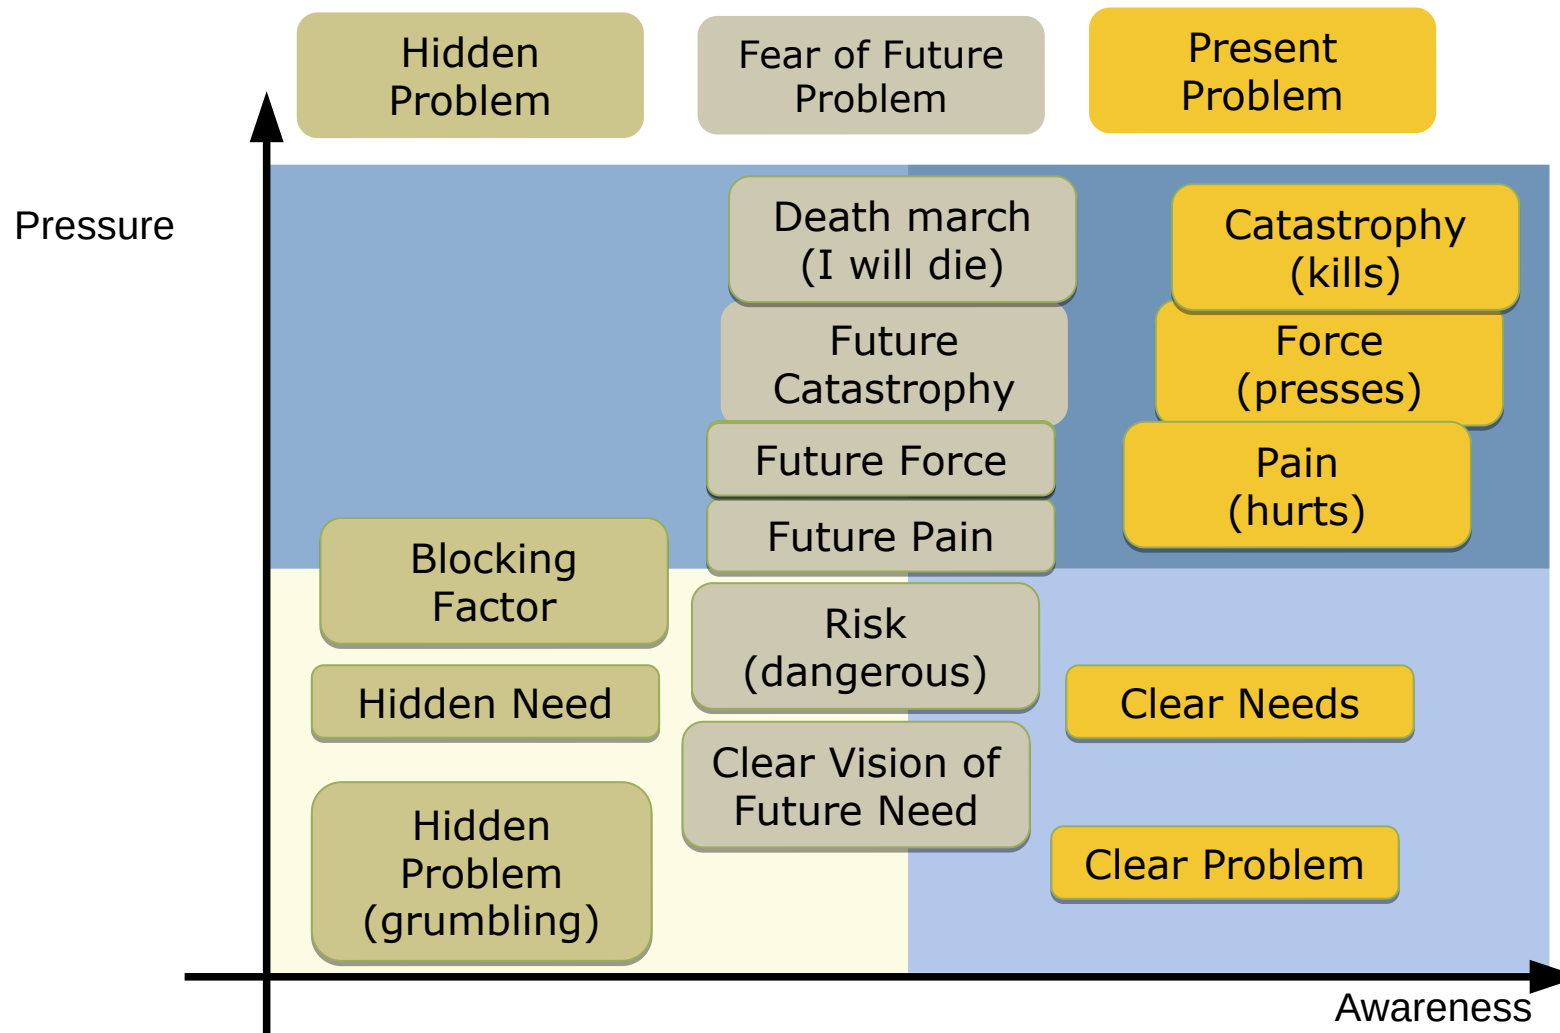 Hidden
Problem
Fear of Future
Problem
Present
Problem
Pressure
Death march
(I will die)
Catastrophy
(kills)
Future
Catastrophy
Force
(presses)
Future Force
Pain
(hurts)
Future Pain
Blocking
Factor
Risk
(dangerous)
Hidden Need
Clear Needs
Clear Vision of
Future Need
Hidden
Problem
(grumbling)
Clear Problem
Awareness